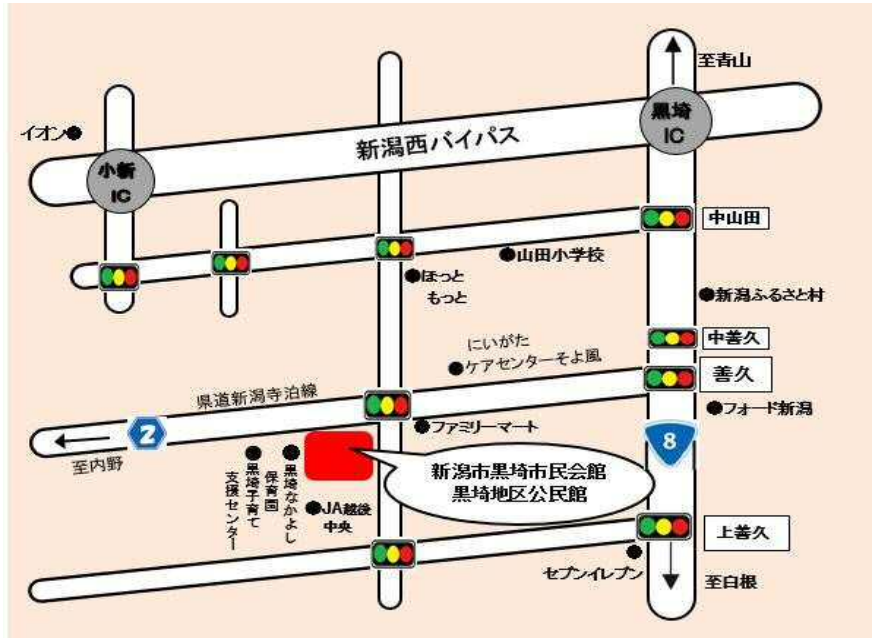 至青山
イオン
黒埼
IC
新潟西バイパス
小新
IC
中山田
山田小学校
ほっと
もっと
新潟ふるさと村
中善久
にいがた
ケアセンターそよ風
善久
県道新潟寺泊線
フォード新潟
2
ファミリーマート
至内野
8
新潟市黒埼市民会館
黒埼地区公民館
黒埼なかよし
保育園
黒埼子育て
支援センター
JA越後
中央
上善久
セブンイレブン
至白根